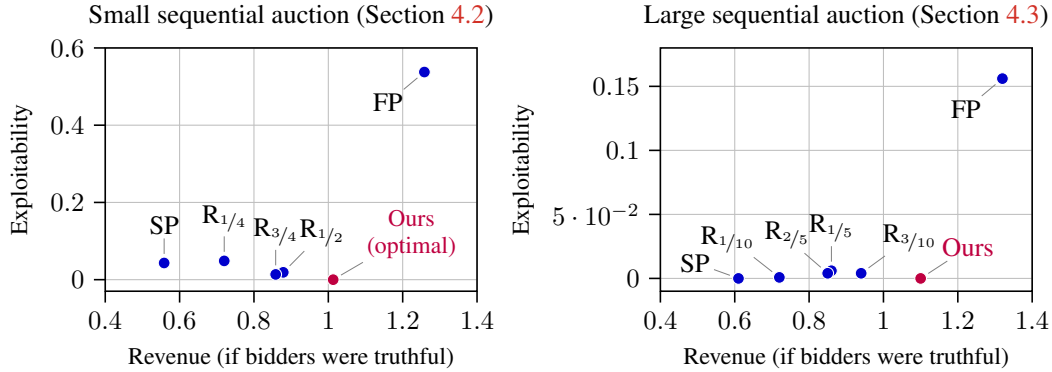 Small sequential auction (Section 4.2)
0.6
0.4
0.2
0
Exploitability
FP
SP
R1/4
R3/4
R1/2
Ours
(optimal)
0.4 0.6 0.8 1 1.2 1.4
Revenue (if bidders were truthful)
Large sequential auction (Section 4.3)
0.15
0.1
5 · 10−2
0
Exploitability
FP
SP
R1/10
R2/5
R1/5
R3/10
Ours
0.4 0.6 0.8 1 1.2 1.4
Revenue (if bidders were truthful)